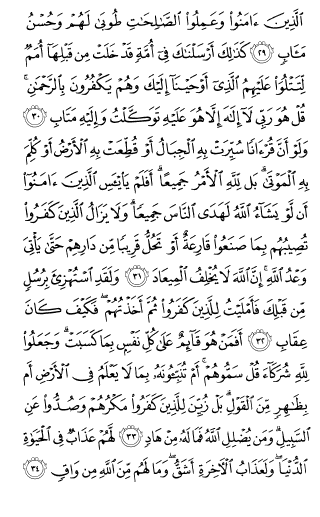 ٱلَّذِينَ ءَامَنُوا۟ وَعَمِلُوا۟ ٱلصَّٰلِحَٰتِ طُوبَىٰ لَهُمْ وَحُسْنُ
مَـَٔابٍ ٢٩ كَذَٰلِكَ أَرْسَلْنَٰكَ فِىٓ أُمَّةٍ قَدْ خَلَتْ مِن قَبْلِهَآ أُمَمٌ
لِّتَتْلُوَا۟ عَلَيْهِمُ ٱلَّذِىٓ أَوْحَيْنَآ إِلَيْكَ وَهُمْ يَكْفُرُونَ بِٱلرَّحْمَٰنِ ۚ
قُلْ هُوَ رَبِّى لَآ إِلَٰهَ إِلَّا هُوَ عَلَيْهِ تَوَكَّلْتُ وَإِلَيْهِ مَتَابِ ٣٠
وَلَوْ أَنَّ قُرْءَانًا سُيِّرَتْ بِهِ ٱلْجِبَالُ أَوْ قُطِّعَتْ بِهِ ٱلْأَرْضُ أَوْ كُلِّمَ
بِهِ ٱلْمَوْتَىٰ ۗ بَل لِّلَّهِ ٱلْأَمْرُ جَمِيعًا ۗ أَفَلَمْ يَا۟يْـَٔسِ ٱلَّذِينَ ءَامَنُوٓا۟
أَن لَّوْ يَشَآءُ ٱللَّهُ لَهَدَى ٱلنَّاسَ جَمِيعًا ۗ وَلَا يَزَالُ ٱلَّذِينَ كَفَرُوا۟
تُصِيبُهُم بِمَا صَنَعُوا۟ قَارِعَةٌ أَوْ تَحُلُّ قَرِيبًا مِّن دَارِهِمْ حَتَّىٰ يَأْتِىَ
وَعْدُ ٱللَّهِ ۚ إِنَّ ٱللَّهَ لَا يُخْلِفُ ٱلْمِيعَادَ ٣١ وَلَقَدِ ٱسْتُهْزِئَ بِرُسُلٍ
مِّن قَبْلِكَ فَأَمْلَيْتُ لِلَّذِينَ كَفَرُوا۟ ثُمَّ أَخَذْتُهُمْ ۖ فَكَيْفَ كَانَ
عِقَابِ ٣٢ أَفَمَنْ هُوَ قَآئِمٌ عَلَىٰ كُلِّ نَفْسٍۭ بِمَا كَسَبَتْ ۗ وَجَعَلُوا۟
لِلَّهِ شُرَكَآءَ قُلْ سَمُّوهُمْ ۚ أَمْ تُنَبِّـُٔونَهُۥ بِمَا لَا يَعْلَمُ فِى ٱلْأَرْضِ أَم
بِظَٰهِرٍ مِّنَ ٱلْقَوْلِ ۗ بَلْ زُيِّنَ لِلَّذِينَ كَفَرُوا۟ مَكْرُهُمْ وَصُدُّوا۟ عَنِ
ٱلسَّبِيلِ ۗ وَمَن يُضْلِلِ ٱللَّهُ فَمَا لَهُۥ مِنْ هَادٍ ٣٣ لَّهُمْ عَذَابٌ فِى ٱلْحَيَوٰةِ
ٱلدُّنْيَا ۖ وَلَعَذَابُ ٱلْءَاخِرَةِ أَشَقُّ ۖ وَمَا لَهُم مِّنَ ٱللَّهِ مِن وَاقٍ ٣٤